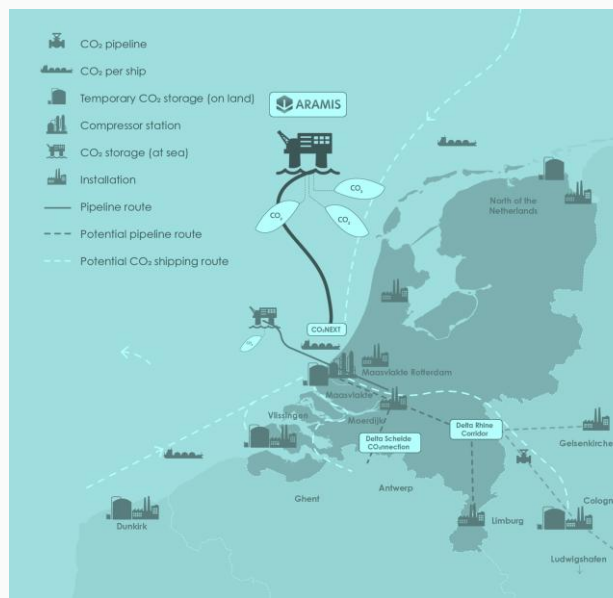 CO₂ pipeline
CO₂ per ship
Temporary CO₂ storage (on land)
Compressor station
CO₂ storage (at sea)
Installation
Pipeline route
Potential pipeline route
Potential CO₂ shipping route
ARAMIS
CO₂
CO₂
CO₂
North of the
Netherlands
CO₂NEXT
Maasvlakte Rotterdam
Maasvlakte
Moerdijk
Vlissingen
Delta Schelde
CO₂nnection
Delta Rhine
Corridor
Gelsenkirche
Antwerp
Ghent
Cologn
Dunkirk
Limburg
Ludwigshafen